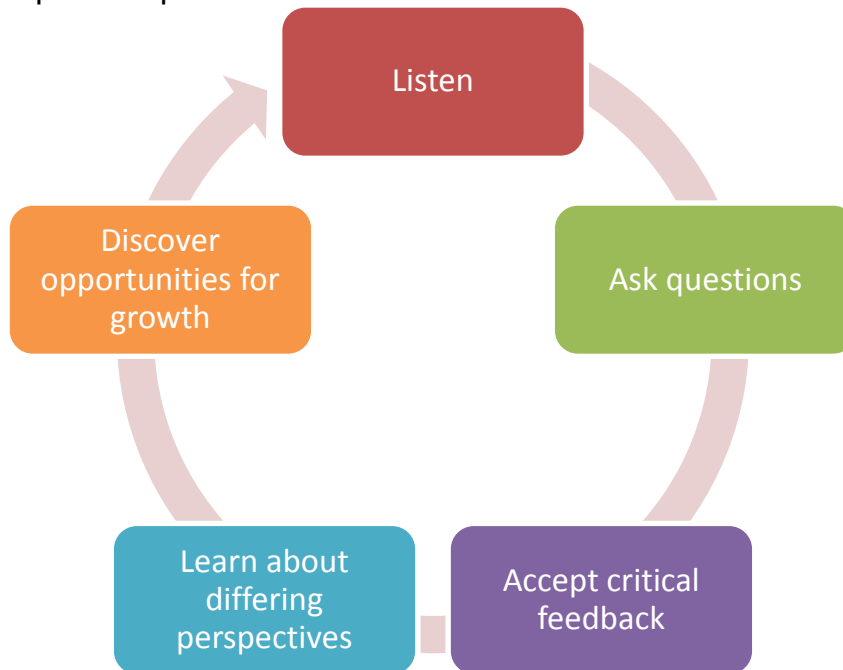 Listen
Ask questions
Accept critical
feedback
Learn about
differing
perspectives
Discover
opportunities for
growth